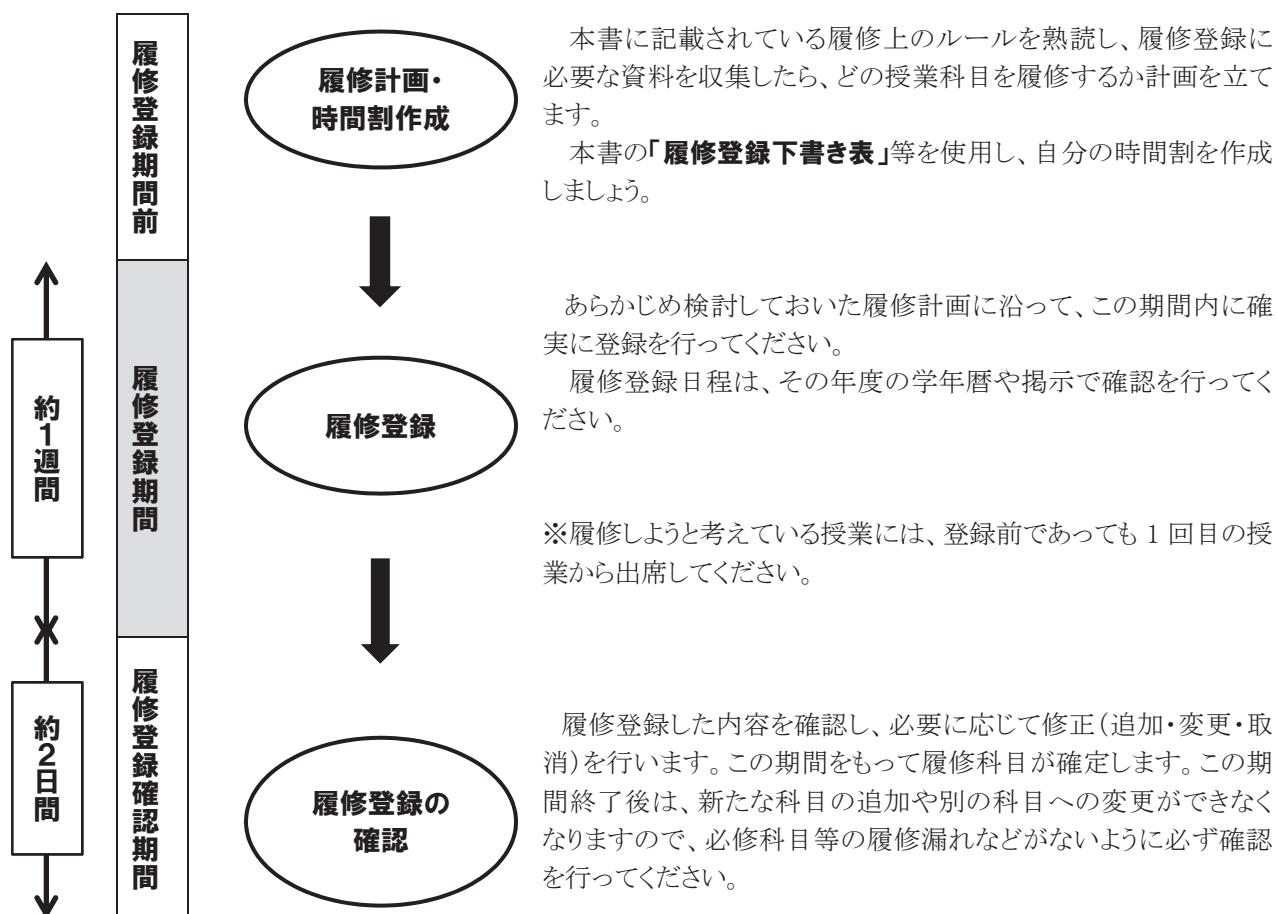 履修登録期間前
履修計画・
時間割作成
本書に記載されている履修上のルールを熟読し、履修登録に
必要な資料を収集したら、どの授業科目を履修するか計画を立て
ます。
本書の「履修登録下書き表」等を使用し、自分の時間割を作成
しましょう。
約1週間
履修登録期間
履修登録
あらかじめ検討しておいた履修計画に沿って、この期間内に確
実に登録を行ってください。
履修登録日程は、その年度の学年暦や掲示で確認を行ってく
ださい。
※履修しようと考えている授業には、登録前であっても 1 回目の授
業から出席してください。
約2日間
履修登録確認期間
履修登録の
確認
履修登録した内容を確認し、必要に応じて修正(追加・変更・取
消)を行います。この期間をもって履修科目が確定します。この期
間終了後は、新たな科目の追加や別の科目への変更ができなく
なりますので、必修科目等の履修漏れなどがないように必ず確認
を行ってください。